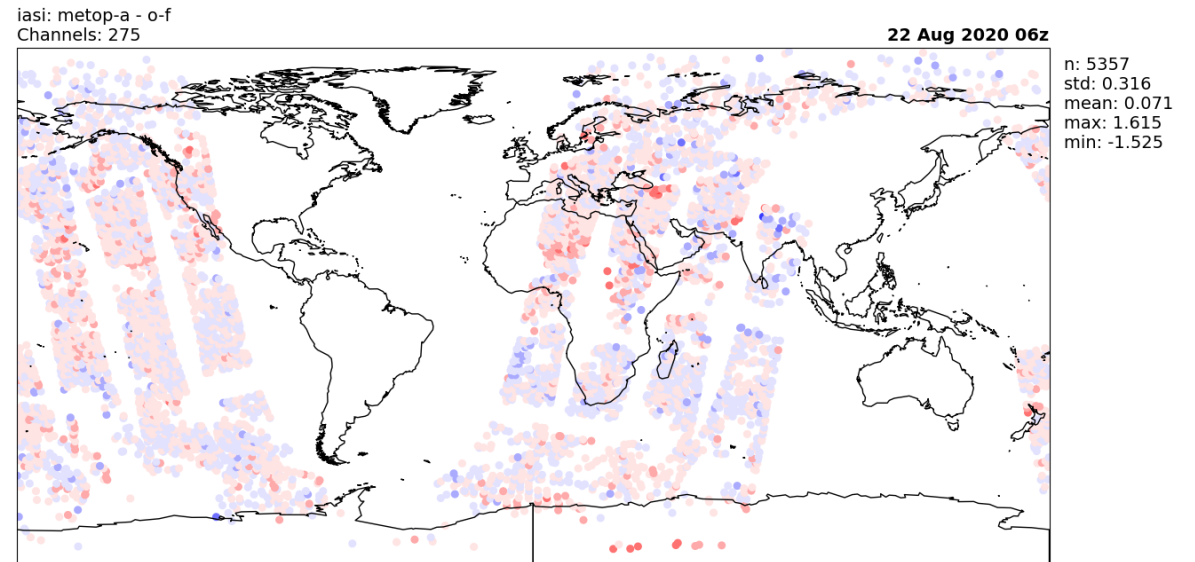 iasi: metop-a - o-f
Channels: 275
22 Aug 2020 06z
n: 5357
std: 0.316
mean: 0.071
max: 1.615
min: -1.525